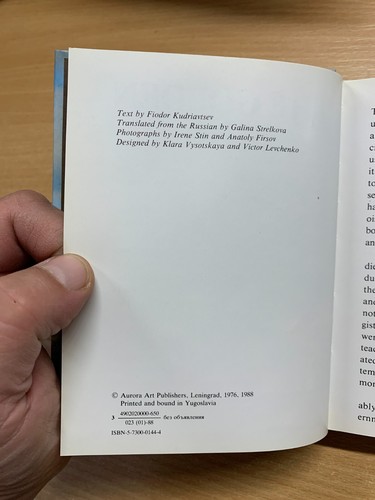 Text by Fiodor Kudriavtsev
Translated from the Russian by Galina Strelkova
Photographs by Irene Stin and Anatoly Firsov
Designed by Klara Vysotskaya and Victor Levchenko
© Aurora Art Publishers, Leningrad, 1976, 1988
Printed and bound in Yugoslavia
3 4902020000-650
023 (01)-88 без объявления
ISBN-5-7300-0144-4